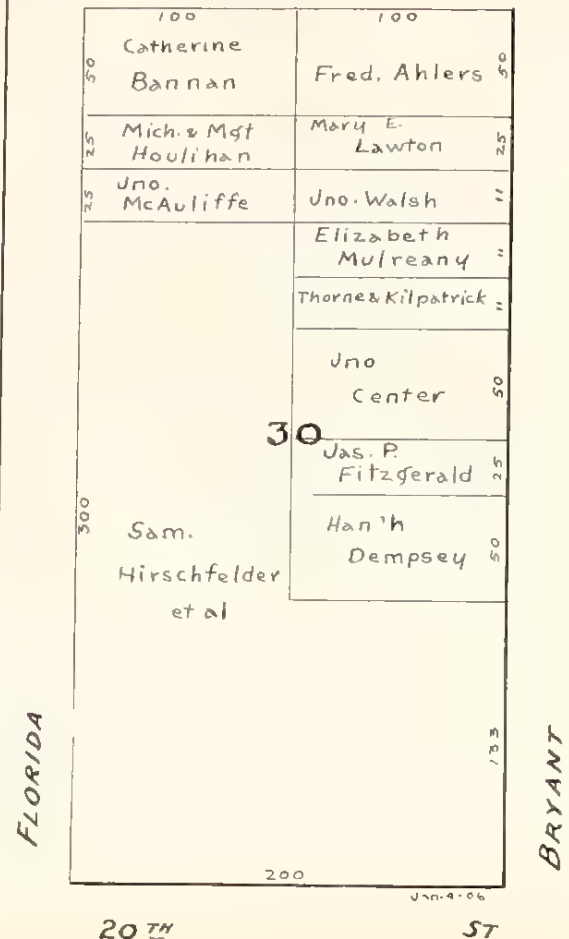 100
100
Catherine
Bannan
50
Fred. Ahlers
50
Mich. & Mgt
Houlihan
25
Mary E.
Lawton
25
Jno.
McAuliffe
25
Jno. Walsh
"
Elizabeth
Mulreany
"
Thorne & Kilpatrick
"
Jno
Center
50
30
Jas. P.
Fitzgerald
25
300
Sam.
Hirschfelder
et al
Han'h
Dempsey
50
133
FLORIDA
BRYANT
200
Jan-4-06
20TH
ST